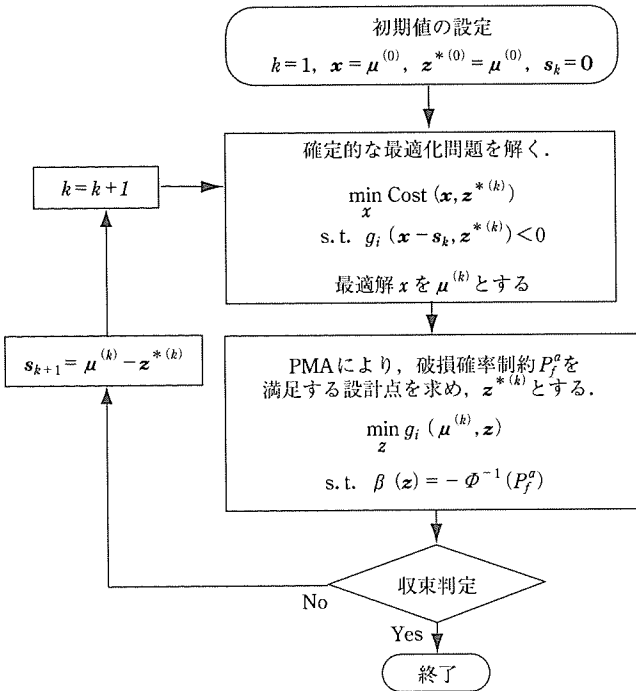 初期値の設定
k=1, x=μ^(0), z*^(0)=μ^(0), s_k=0
確定的な最適化問題を解く.
min_x Cost (x, z*^(k))
s.t. g_i (x-s_k, z*^(k))<0
最適解 x を μ^(k) とする
k=k+1
s_{k+1}=μ^(k)-z*^(k)
PMAにより, 破損確率制約 P_f^a を
満足する設計点を求め, z*^(k) とする.
min_z g_i (μ^(k), z)
s.t. β (z)=-Φ^-1 (P_f^a)
収束判定
No
Yes
終了